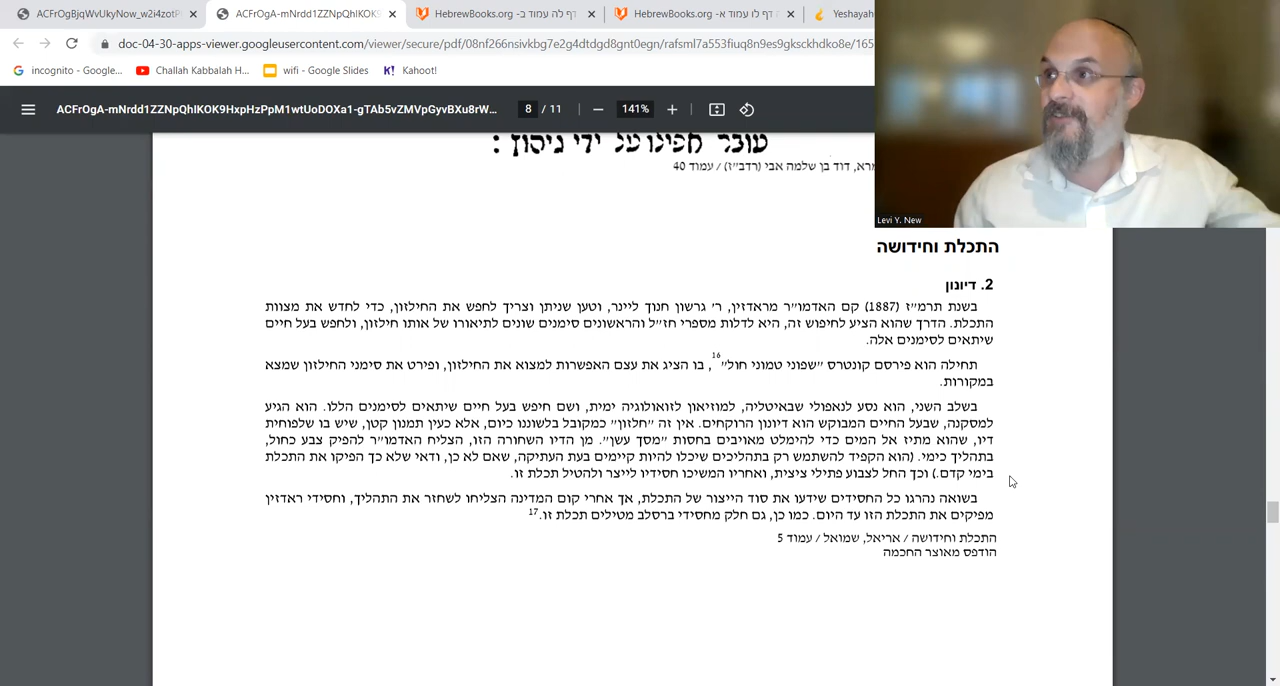 ACFrOgBjqWvUkyNow_w2i4zotP
ACFrOgA-mNrdd1ZZNpQhIKOK9
HebrewBooks.org - דף לה עמוד ב
HebrewBooks.org - דף לו עמוד א
Yeshayah
doc-04-30-apps-viewer.googleusercontent.com/viewer/secure/pdf/08nf266nsivkbg7e2g4dtdgd8gnt0egn/rafsml7a553fiuq8n9es9gksckhdko8e/165
incognito - Google...
Challah Kabbalah H...
wifi - Google Slides
Kahoot!
ACFrOgA-mNrdd1ZZNpQhIKOK9HxpHzPpM1wtUoDOXa1-gTAb5vZMVpGyvBXu8rW...
8 / 11
141%
Levi Y. New
טובר אפילו על ידי ניסוך :
מרא, דוד בן שלמה אבי (רדב"ז) / עמוד 40
התכלת וחידושה
2. דיונון
בשנת תרמ"ז (1887) קם האדמו"ר מראדזין, ר' גרשון חנוך ליינר, וטען שניתן וצריך לחפש את החילזון, כדי לחדש את מצוות
התכלת. הדרך שהוא הציע לחיפוש זה, היא לדלות מספרי חז"ל והראשונים סימנים שונים לתיאורו של אותו חילזון, ולחפש בעל חיים
שיתאים לסימנים אלה.
תחילה הוא פירסם קונטרס "שפוני טמוני חול"16, בו הציג את עצם האפשרות למצוא את החילזון, ופירט את סימני החילזון שמצא
במקורות.
בשלב השני, הוא נסע לנאפולי שבאיטליה, למוזיאון לזואולוגיה ימית, ושם חיפש בעל חיים שיתאים לסימנים הללו. הוא הגיע
למסקנה, שבעל החיים המבוקש הוא דיונון הרוקחים. אין זה "חלזון" כמקובל בלשוננו כיום, אלא כעין תמנון קטן, שיש בו שלפוחית
דיו, שהוא מתיז אל המים כדי להימלט מאויבים בחסות "מסך עשן". מן הדיו השחורה הזו, הצליח האדמו"ר להפיק צבע כחול,
בתהליך כימי. (הוא הקפיד להשתמש רק בתהליכים שיכלו להיות קיימים בעת העתיקה, שאם לא כן, ודאי שלא כך הפיקו את התכלת
בימי קדם.) וכך החל לצבוע פתילי ציצית, ואחריו המשיכו חסידיו לייצר ולהטיל תכלת זו.
בשואה נהרגו כל החסידים שידעו את סוד הייצור של התכלת, אך אחרי קום המדינה הצליחו לשחזר את התהליך, וחסידי ראדזין
מפיקים את התכלת הזו עד היום. כמו כן, גם חלק מחסידי ברסלב מטילים תכלת זו.17
התכלת וחידושה / אריאל, שמואל / עמוד 5
הודפס מאוצר החכמה